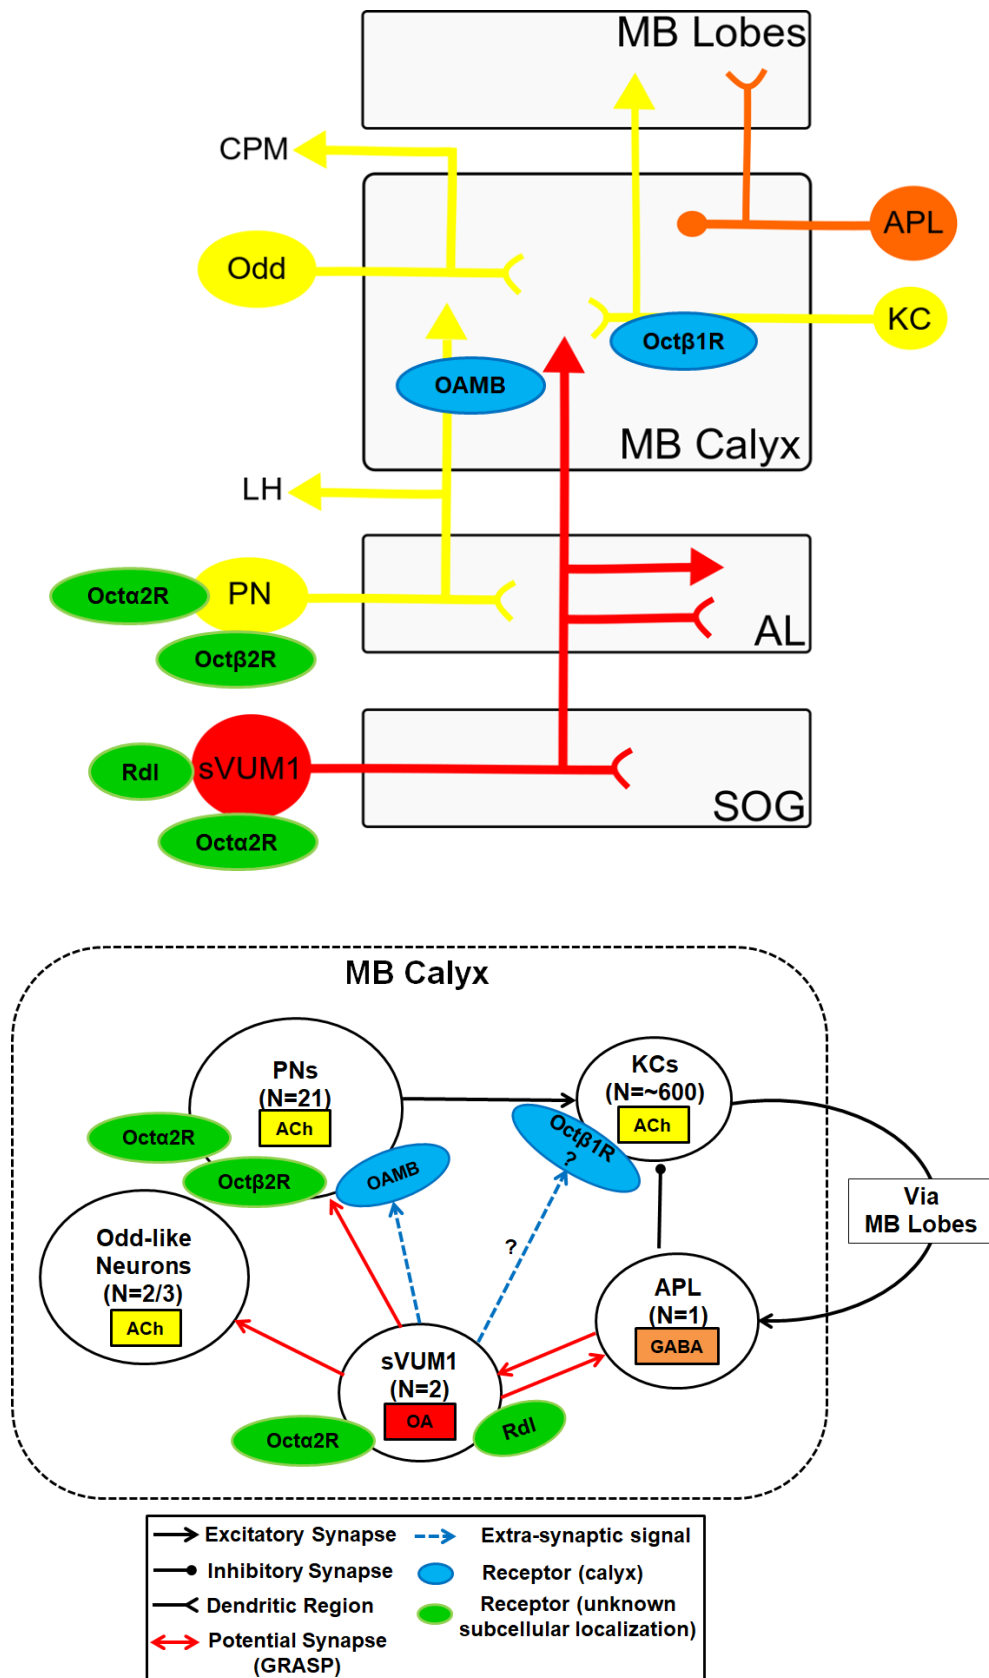 MB Lobes
CPM
APL
Odd
KC
Octβ1R
OAMB
MB Calyx
LH
Octα2R
PN
Octβ2R
AL
Rdl
sVUM1
SOG
Octα2R
MB Calyx
PNs
(N=21)
ACh
KCs
(N=~600)
ACh
Octα2R
Octβ1R
?
Octβ2R
OAMB
Via
MB Lobes
Odd-like
Neurons
(N=2/3)
ACh
?
APL
(N=1)
GABA
sVUM1
(N=2)
OA
Octα2R
Rdl
Excitatory Synapse
Extra-synaptic signal
Inhibitory Synapse
Receptor (calyx)
Dendritic Region
Receptor (unknown
subcellular localization)
Potential Synapse
(GRASP)